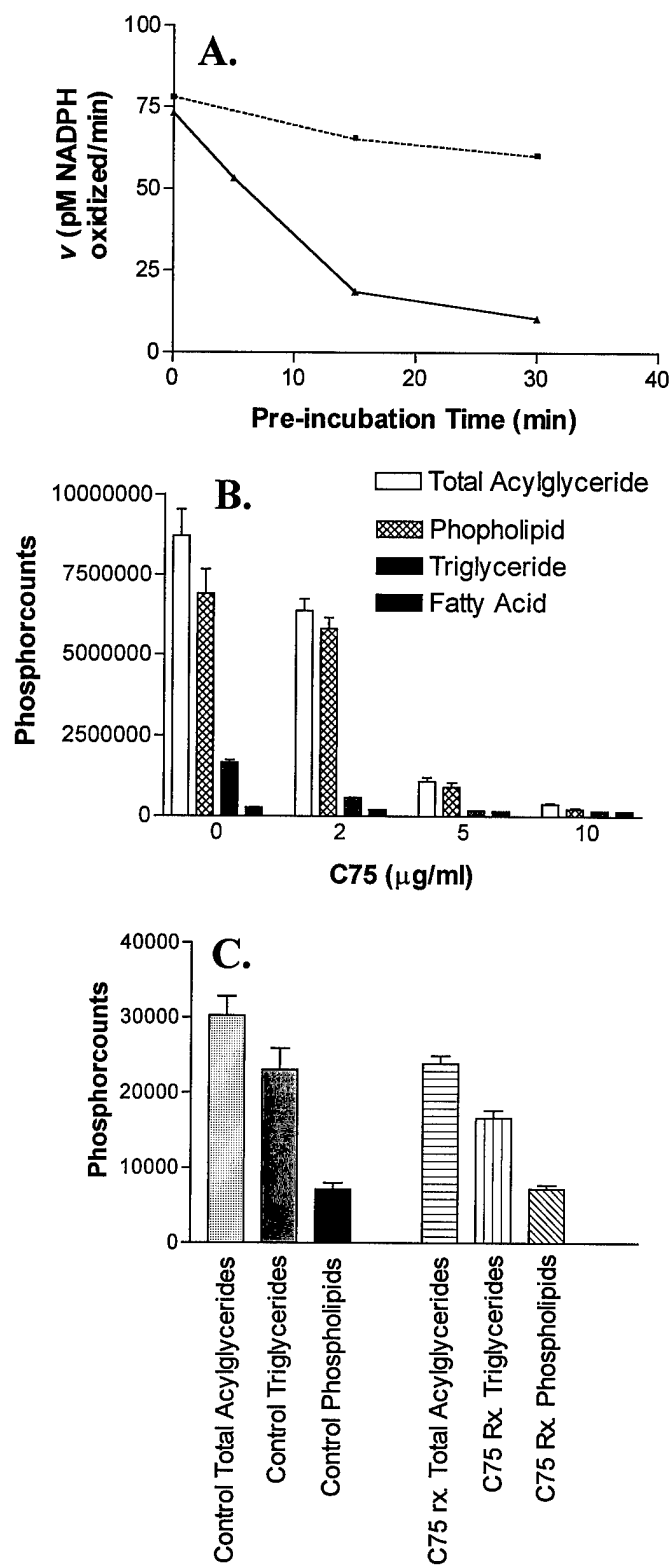 A.
100
75
50
25
0
v (pM NADPH
oxidized/min)
0 10 20 30 40
Pre-incubation Time (min)
B.
Total Acylglyceride
Phopholipid
Triglyceride
Fatty Acid
10000000
7500000
5000000
2500000
0
Phosphorcounts
0 2 5 10
C75 (μg/ml)
C.
40000
30000
20000
10000
0
Phosphorcounts
Control Total Acylglycerides
Control Triglycerides
Control Phospholipids
C75 rx. Total Acylglycerides
C75 Rx. Triglycerides
C75 Rx. Phospholipids